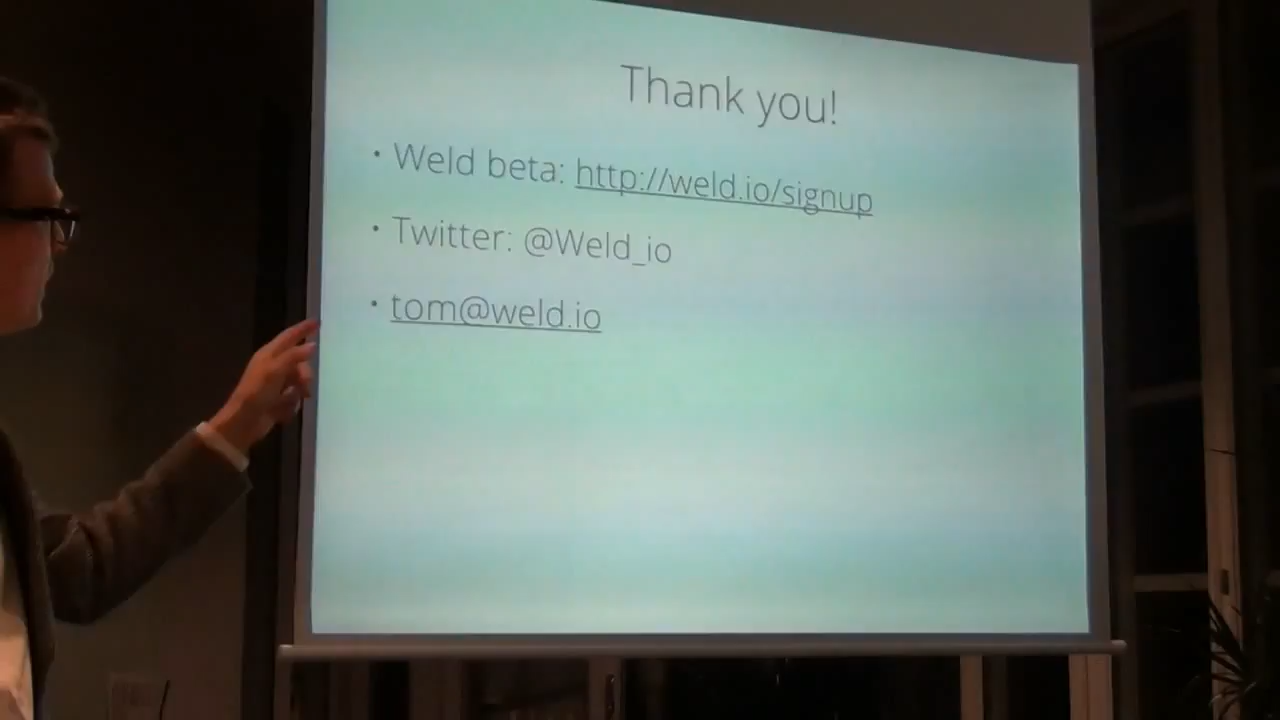 Thank you!
• Weld beta: http://weld.io/signup
• Twitter: @Weld_io
• tom@weld.io